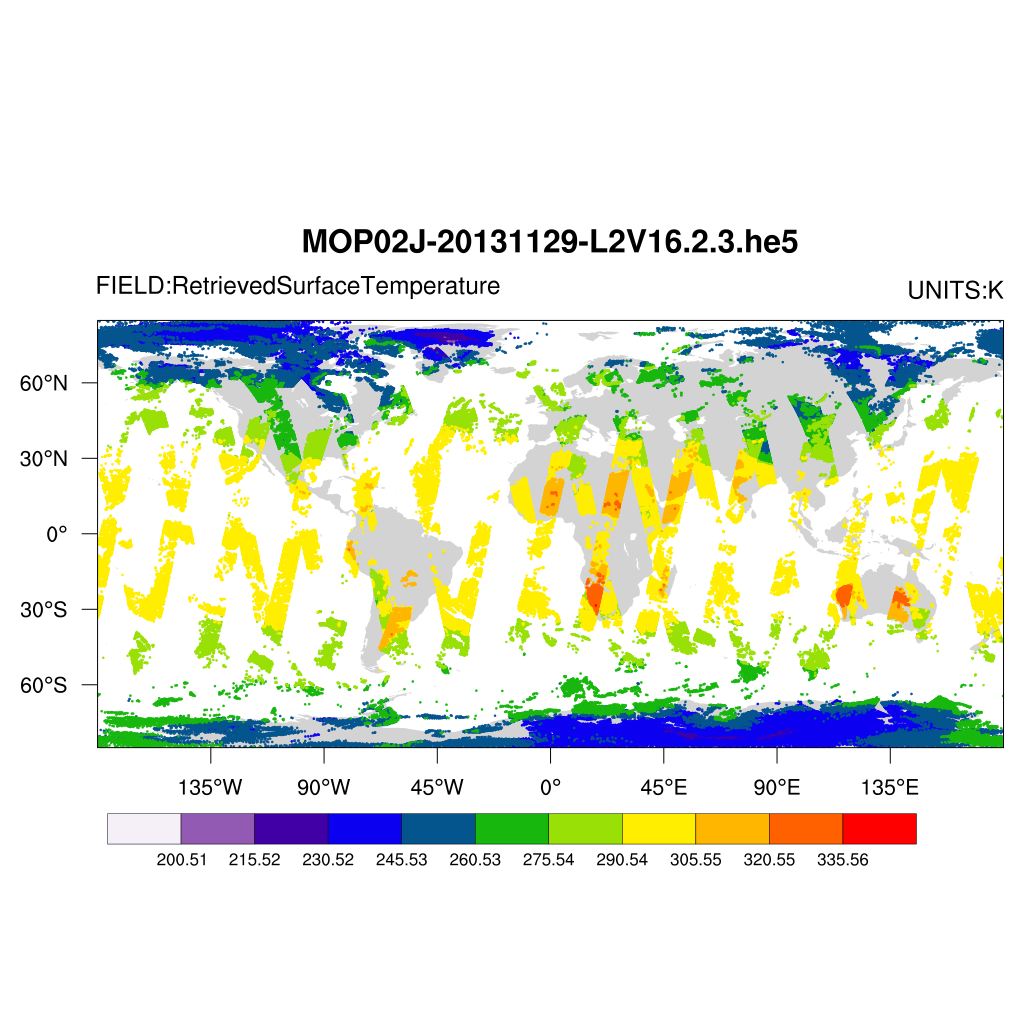 MOP02J-20131129-L2V16.2.3.he5
FIELD:RetrievedSurfaceTemperature
UNITS:K
60°N
30°N
0°
30°S
60°S
135°W 90°W 45°W 0° 45°E 90°E 135°E
200.51 215.52 230.52 245.53 260.53 275.54 290.54 305.55 320.55 335.56